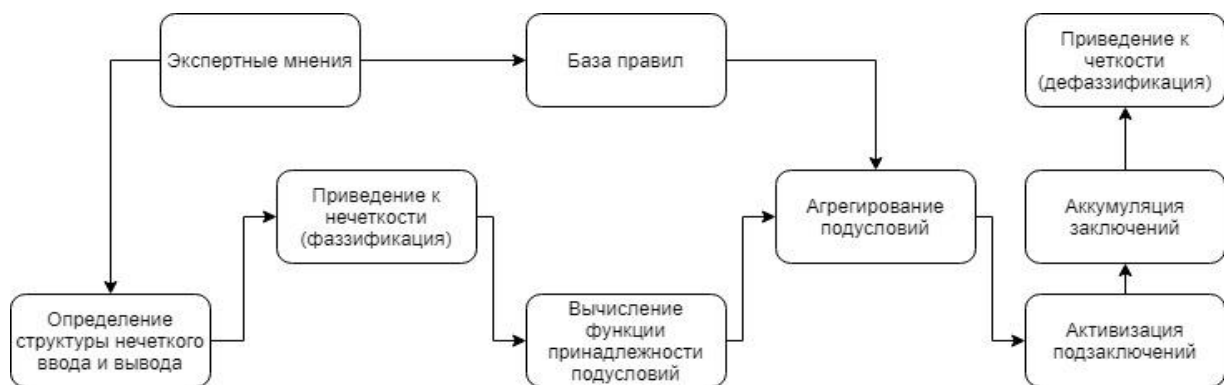 Экспертные мнения
База правил
Приведение к
четкости
(дефаззификация)
Приведение к
нечеткости
(фаззификация)
Агрегирование
подусловий
Аккумуляция
заключений
Определение
структуры нечеткого
ввода и вывода
Вычисление
функции
принадлежности
подусловий
Активизация
подзаключений